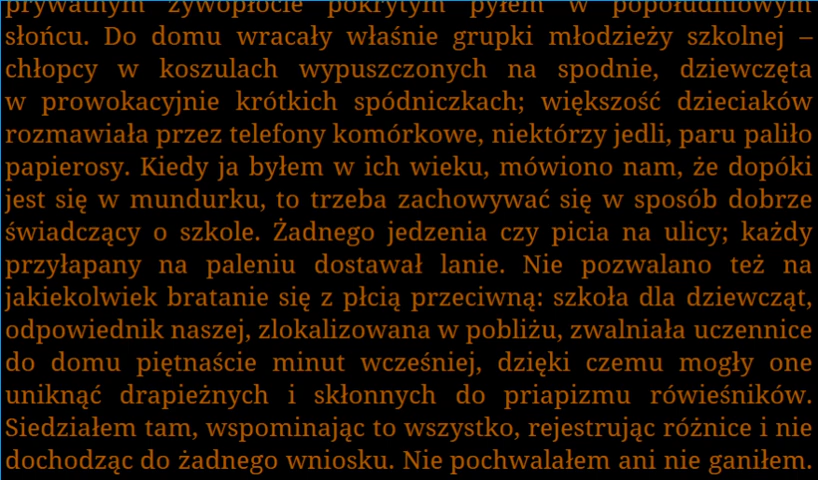 prywatnym żywopłocie pokrytym pyłem w popołudniowym
słońcu. Do domu wracały właśnie grupki młodzieży szkolnej –
chłopcy w koszulach wypuszczonych na spodnie, dziewczęta
w prowokacyjnie krótkich spódniczkach; większość dzieciaków
rozmawiała przez telefony komórkowe, niektórzy jedli, paru paliło
papierosy. Kiedy ja byłem w ich wieku, mówiono nam, że dopóki
jest się w mundurku, to trzeba zachowywać się w sposób dobrze
świadczący o szkole. Żadnego jedzenia czy picia na ulicy; każdy
przyłapany na paleniu dostawał lanie. Nie pozwalano też na
jakiekolwiek bratanie się z płcią przeciwną: szkoła dla dziewcząt,
odpowiednik naszej, zlokalizowana w pobliżu, zwalniała uczennice
do domu piętnaście minut wcześniej, dzięki czemu mogły one
uniknąć drapieżnych i skłonnych do priapizmu rówieśników.
Siedziałem tam, wspominając to wszystko, rejestrując różnice i nie
dochodząc do żadnego wniosku. Nie pochwalałem ani nie ganiłem.